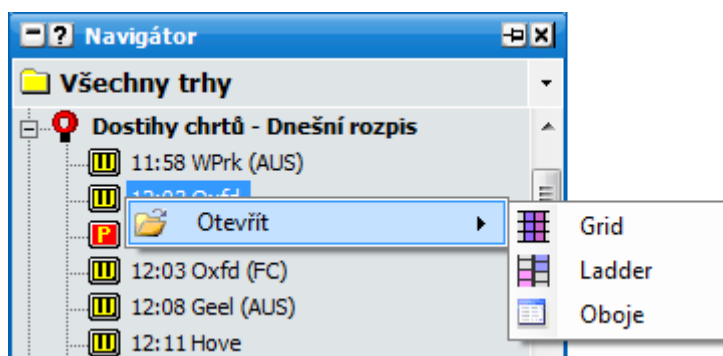 Navigátor
Všechny trhy
Dostihy chrtů - Dnešní rozpis
11:58 WPrk (AUS)
Otevřít
Grid
P
12:03 Oxfd (FC)
Ladder
12:08 Geel (AUS)
Oboje
12:11 Hove